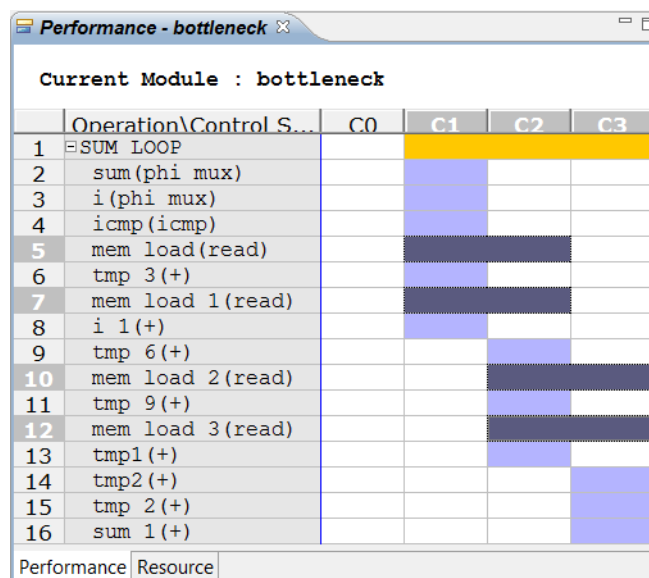 Performance - bottleneck
Current Module : bottleneck
Operation\Control S... C0 C1 C2 C3
1 SUM LOOP
2 sum(phi mux)
3 i(phi mux)
4 icmp(icmp)
5 mem load(read)
6 tmp 3(+)
7 mem load 1(read)
8 i 1(+)
9 tmp 6(+)
10 mem load 2(read)
11 tmp 9(+)
12 mem load 3(read)
13 tmp1(+)
14 tmp2(+)
15 tmp 2(+)
16 sum 1(+)
Performance Resource